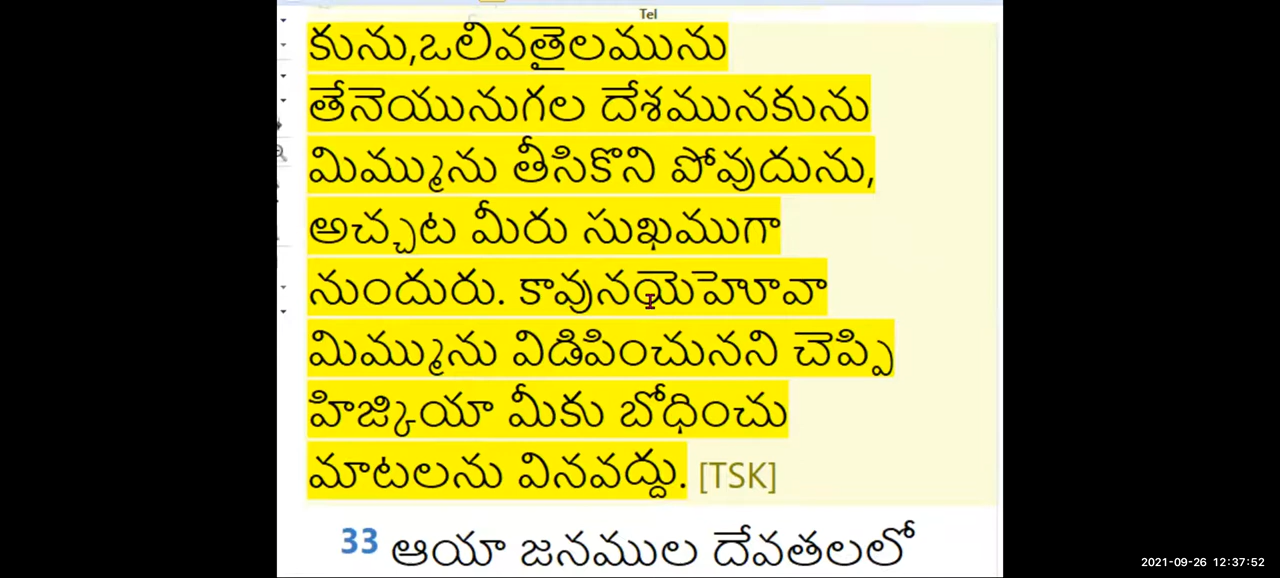 Tel
కును,ఒలీవతైలమును
తేనెయునుగల దేశమునకును
మిమ్మును తీసికొని పోవుదును,
అచ్చట మీరు సుఖముగా
నుందురు. కావునయెహోవా
మిమ్మును విడిపించునని చెప్పి
హిజ్కియా మీకు బోధించు
మాటలను వినవద్దు. [TSK]
33 ఆయా జనముల దేవతలలో
2021-09-26 12:37:52